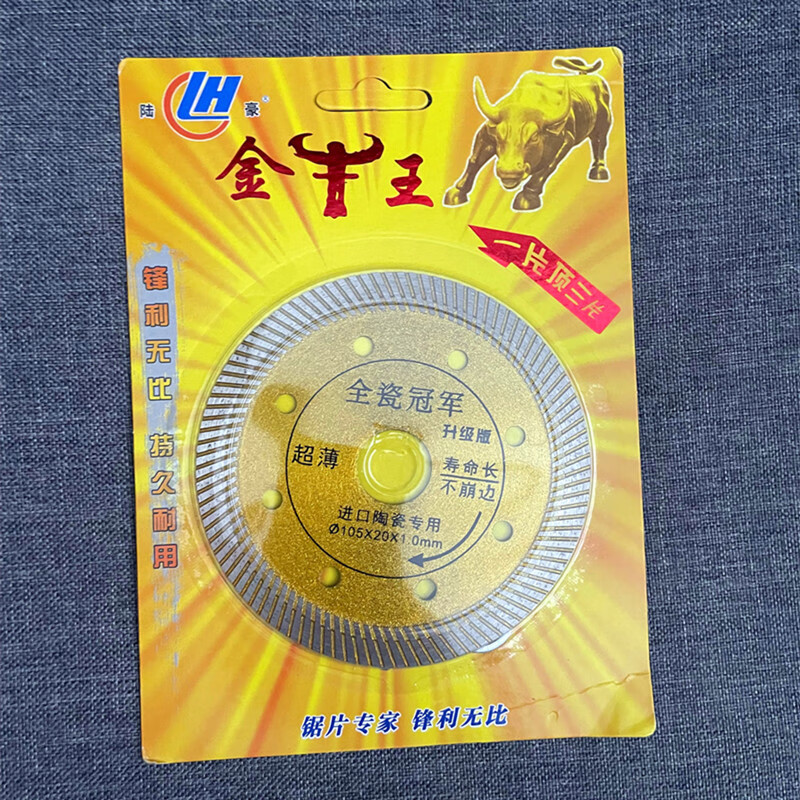 LH
陆 豪®
金牛王
一片顶三片
锋利无比 持久耐用
全瓷冠军
升级版
超薄
寿命长
不崩边
进口陶瓷专用
Ø105X20X1.0mm
锯片专家 锋利无比